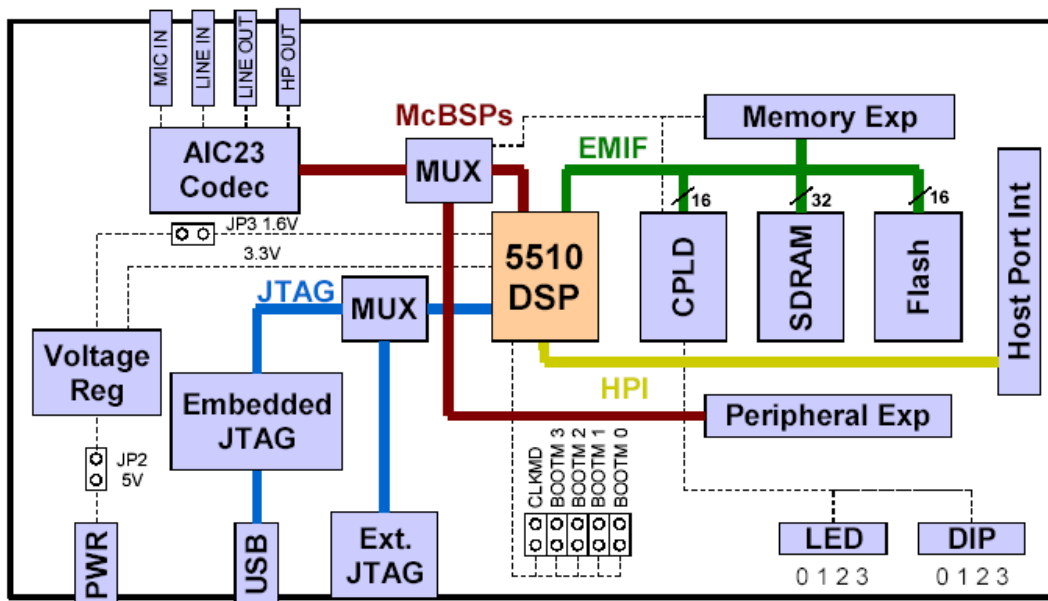 MIC IN
LINE IN
LINE OUT
HP OUT
McBSPs
Memory Exp
AIC23
Codec
MUX
EMIF
16
32
16
JP3 1.6V
3.3V
5510
DSP
CPLD
SDRAM
Flash
Host Port Int
JTAG
MUX
Voltage
Reg
HPI
Embedded
JTAG
Peripheral Exp
JP2
5V
CLKMD
BOOTM 3
BOOTM 2
BOOTM 1
BOOTM 0
PWR
USB
Ext.
JTAG
LED
DIP
0 1 2 3
0 1 2 3